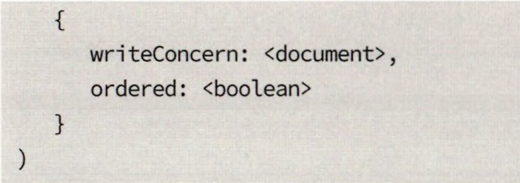 {
writeConcern: <document>,
ordered: <boolean>
}
)